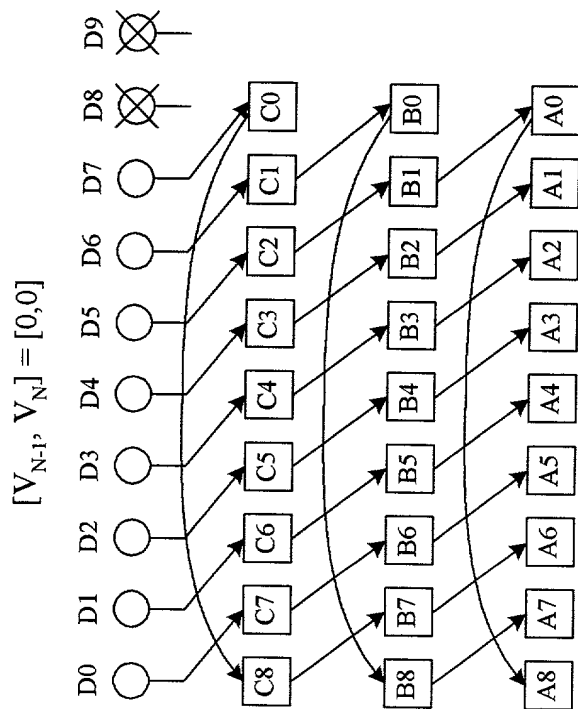 [V_{N-1}, V_N] = [0,0]
D0 D1 D2 D3 D4 D5 D6 D7 D8 D9
C8 C7 C6 C5 C4 C3 C2 C1 C0
B8 B7 B6 B5 B4 B3 B2 B1 B0
A8 A7 A6 A5 A4 A3 A2 A1 A0